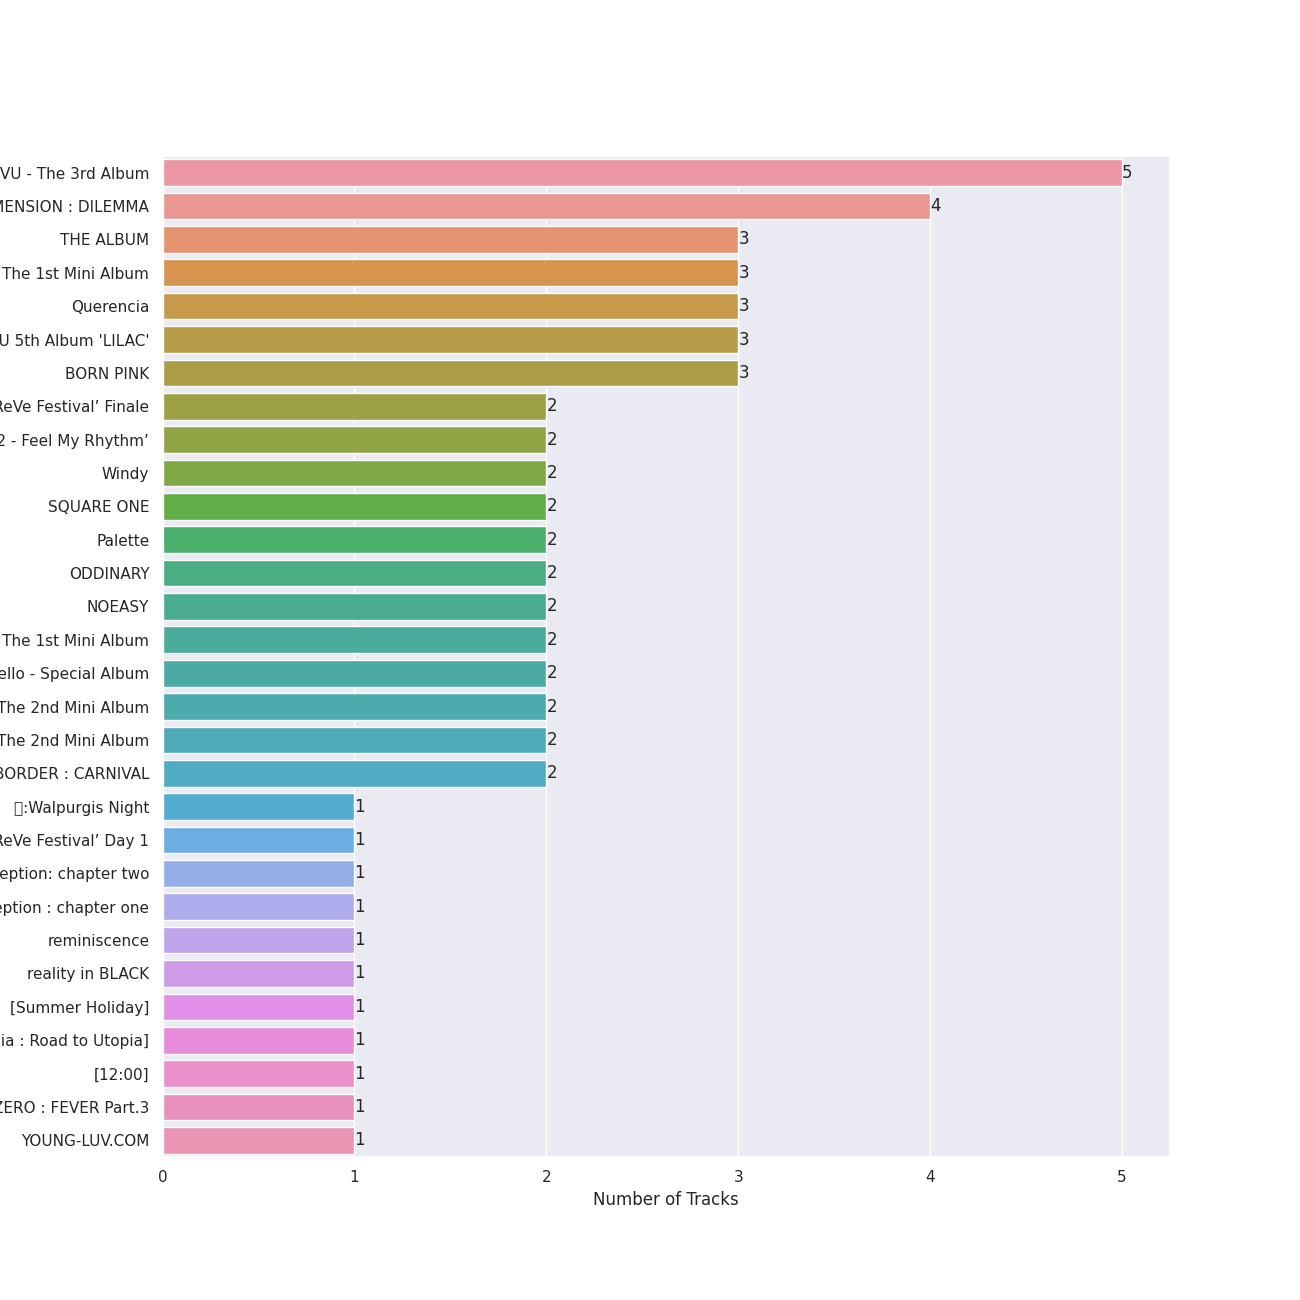 VU - The 3rd Album 5
MENSION : DILEMMA 4
THE ALBUM 3
The 1st Mini Album 3
Querencia 3
U 5th Album 'LILAC' 3
BORN PINK 3
ReVe Festival’ Finale 2
2 - Feel My Rhythm’ 2
Windy 2
SQUARE ONE 2
Palette 2
ODDINARY 2
NOEASY 2
The 1st Mini Album 2
ello - Special Album 2
The 2nd Mini Album 2
The 2nd Mini Album 2
BORDER : CARNIVAL 2
:Walpurgis Night 1
ReVe Festival’ Day 1 1
eption: chapter two 1
eption : chapter one 1
reminiscence 1
reality in BLACK 1
[Summer Holiday] 1
ia : Road to Utopia] 1
[12:00] 1
ZERO : FEVER Part.3 1
YOUNG-LUV.COM 1
0 1 2 3 4 5
Number of Tracks